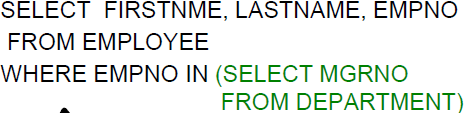 SELECT FIRSTNME, LASTNAME, EMPNO
FROM EMPLOYEE
WHERE EMPNO IN (SELECT MGRNO
FROM DEPARTMENT)